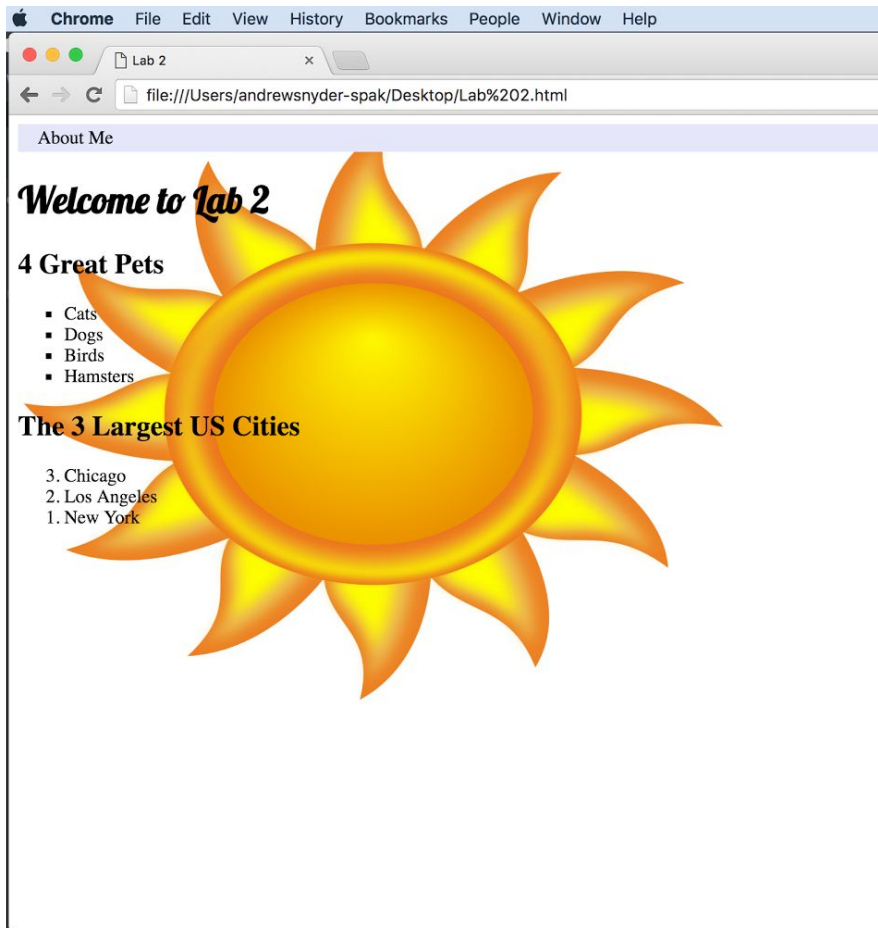 Chrome File Edit View History Bookmarks People Window Help
Lab 2
file:///Users/andrewsnyder-spak/Desktop/Lab%202.html
About Me
Welcome to Lab 2
4 Great Pets
Cats
Dogs
Birds
Hamsters
The 3 Largest US Cities
3. Chicago
2. Los Angeles
1. New York